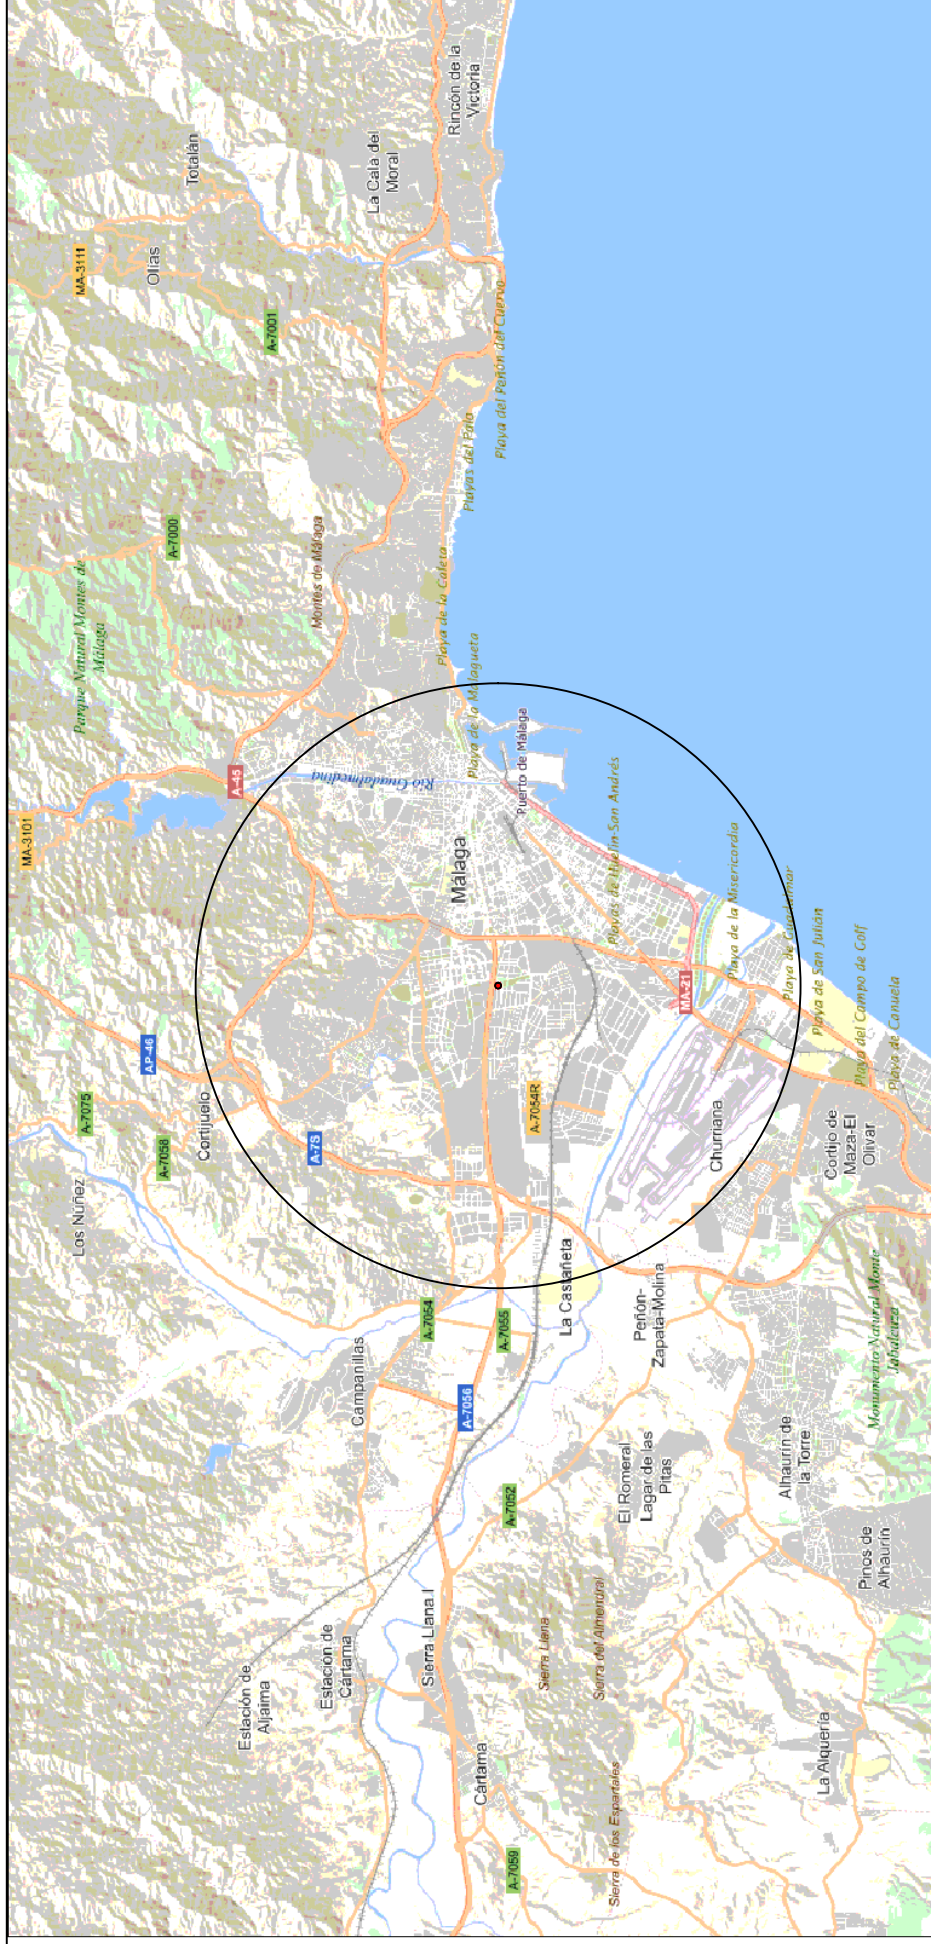 MA-3111
Totalán
La Cala del
Moral
Rincón de la
Victoria
Olías
A-7001
Playa del Peñón del Cuervo
Playas del Palo
A-7000
Montes de Málaga
Parque Natural Montes de
Málaga
Playa de la Caleta
Playa de la Malagueta
A-45
Río Guadalmedina
Puerto de Málaga
MA-3101
Málaga
Playas de Huelin-San Andrés
Playa de la Misericordia
Playa de Guadalmar
Playa de San Julián
Playa del Campo de Golf
Playa de Canuela
MA-21
AP-46
A-7075
A-7058
Cortijuelo
A-7S
A-7054R
Churriana
Cortijo de
Maza-El
Olivar
Los Núñez
La Castañeta
Peñón-
Zapata-Molina
Monumento Natural Monte
Jabalcuza
A-7054
A-7055
Campanillas
A-7056
A-7052
El Romeral
Lagar de las
Pitas
Alhaurín de
la Torre
Pinos de
Alhaurín
Estación de
Aljaima
Estación de
Cártama
Sierra Llana I
Sierra Llana
Sierra del Almendral
Cártama
La Alquería
A-7059
Sierra de los Espartales